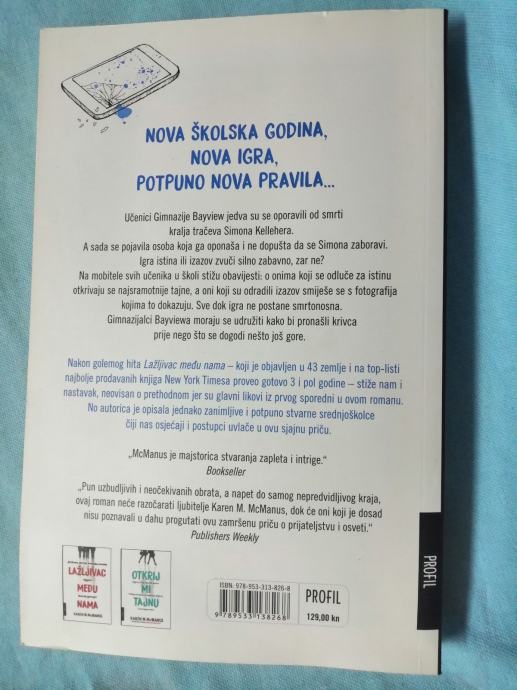 NOVA ŠKOLSKA GODINA,
NOVA IGRA,
POTPUNO NOVA PRAVILA...
Učenici Gimnazije Bayview jedva su se oporavili od smrti
kralja tračeva Simona Kellehera.
A sada se pojavila osoba koja ga oponaša i ne dopušta da se Simona zaboravi.
Igra istina ili izazov zvuči silno zabavno, zar ne?
Na mobitele svih učenika u školi stižu obavijesti: o onima koji se odluče za istinu
otkrivaju se najsramotnije tajne, a oni koji su odradili izazov smiješe se s fotografija
kojima to dokazuju. Sve dok igra ne postane smrtonosna.
Gimnazijalci Bayviewa moraju se udružiti kako bi pronašli krivca
prije nego što se dogodi nešto još gore.
Nakon golemog hita Lažljivac među nama – koji je objavljen u 43 zemlje i na top-listi
najbolje prodavanih knjiga New York Timesa proveo gotovo 3 i pol godine – stiže nam i
nastavak, neovisan o prethodnom jer su glavni likovi iz prvog sporedni u ovom romanu.
No autorica je opisala jednako zanimljive i potpuno stvarne srednjoškolce
čiji nas osjećaji i postupci uvlače u ovu sjajnu priču.
„McManus je majstorica stvaranja zapleta i intrige.“
Bookseller
„Pun uzbudljivih i neočekivanih obrata, a napet do samog nepredvidljivog kraja,
ovaj roman neće razočarati ljubitelje Karen M. McManus, dok će oni koji je dosad
nisu poznavali u dahu progutati ovu zamršenu priču o prijateljstvu i osveti.“
Publishers Weekly
PROFIL
LAŽLJIVAC
MEĐU
NAMA
KAREN M. McMANUS
OTKRIJ
MI
TAJNU
KAREN M. McMANUS
ISBN: 978-953-313-826-8
9 789533 138268
PROFIL
129,00 kn